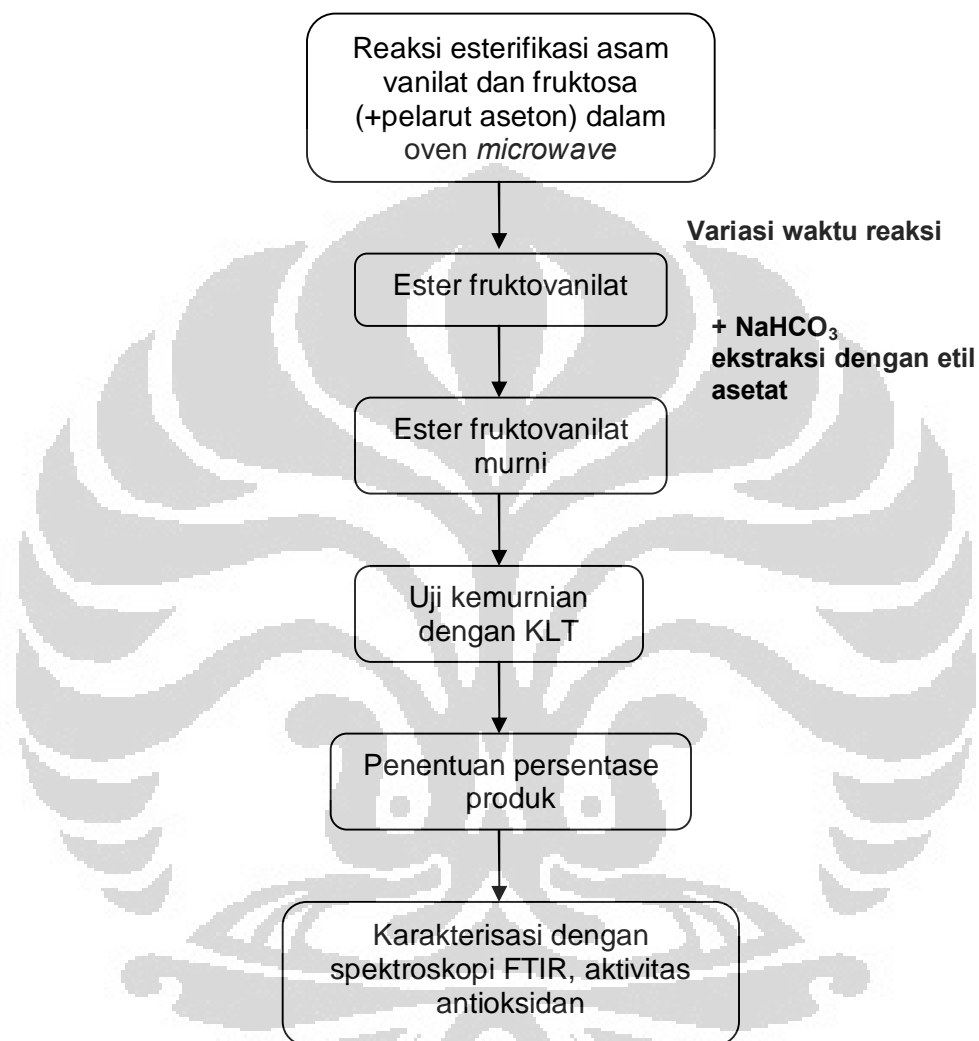 Reaksi esterifikasi asam
vanilat dan fruktosa
(+pelarut aseton) dalam
oven microwave
Variasi waktu reaksi
Ester fruktovanilat
+ NaHCO₃
ekstraksi dengan etil
asetat
Ester fruktovanilat
murni
Uji kemurnian
dengan KLT
Penentuan persentase
produk
Karakterisasi dengan
spektroskopi FTIR, aktivitas
antioksidan